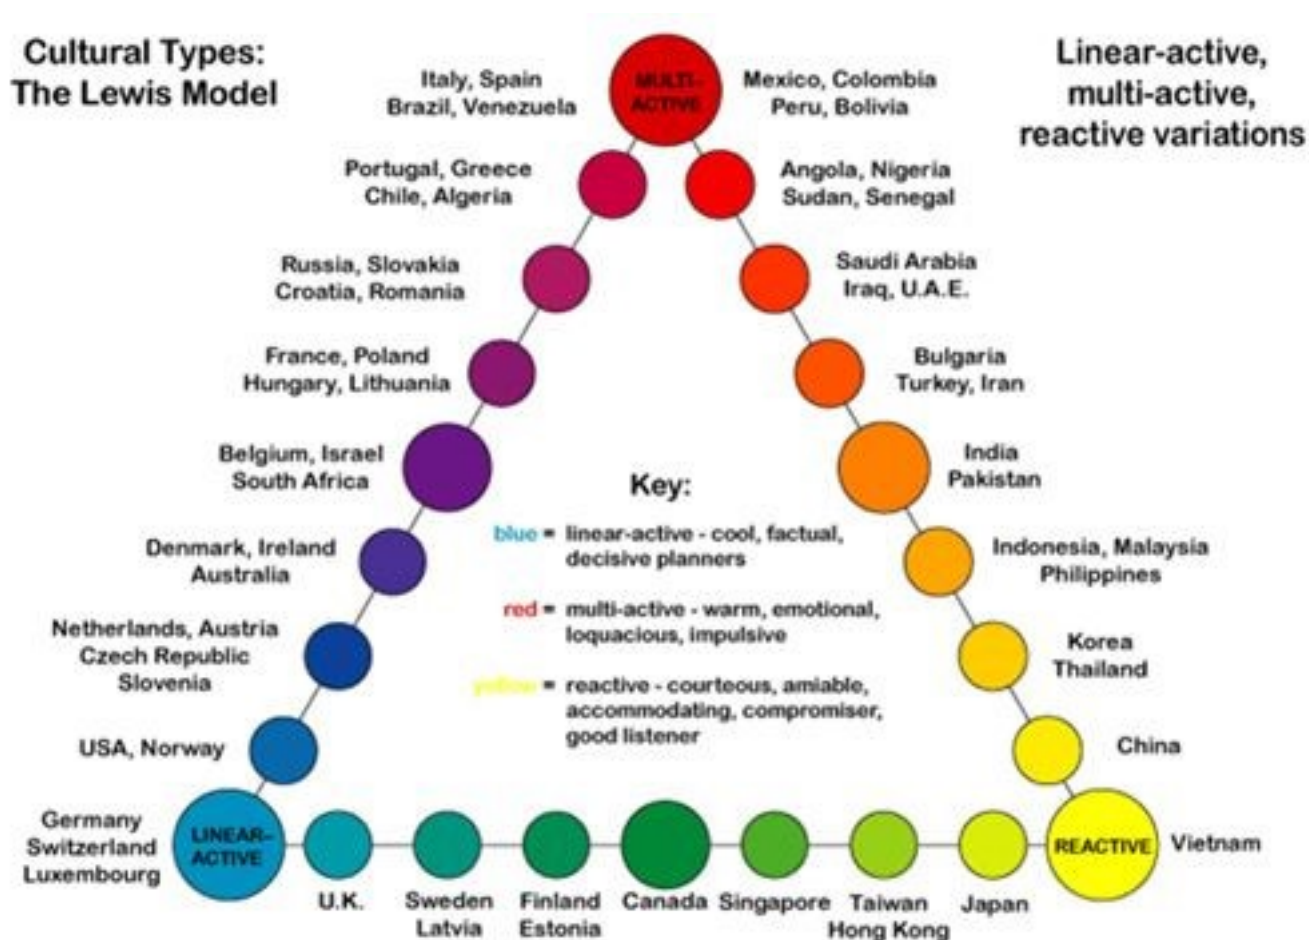 Cultural Types:
The Lewis Model
Linear-active,
multi-active,
reactive variations
MULTI-
ACTIVE
Italy, Spain
Brazil, Venezuela
Mexico, Colombia
Peru, Bolivia
Portugal, Greece
Chile, Algeria
Angola, Nigeria
Sudan, Senegal
Russia, Slovakia
Croatia, Romania
Saudi Arabia
Iraq, U.A.E.
France, Poland
Hungary, Lithuania
Bulgaria
Turkey, Iran
Belgium, Israel
South Africa
India
Pakistan
Denmark, Ireland
Australia
Indonesia, Malaysia
Philippines
Netherlands, Austria
Czech Republic
Slovenia
Korea
Thailand
USA, Norway
China
Key:
blue = linear-active - cool, factual,
decisive planners
red = multi-active - warm, emotional,
loquacious, impulsive
yellow = reactive - courteous, amiable,
accommodating, compromiser,
good listener
Germany
Switzerland
Luxembourg
LINEAR-
ACTIVE
REACTIVE
Vietnam
U.K.
Sweden
Latvia
Finland
Estonia
Canada
Singapore
Taiwan
Hong Kong
Japan